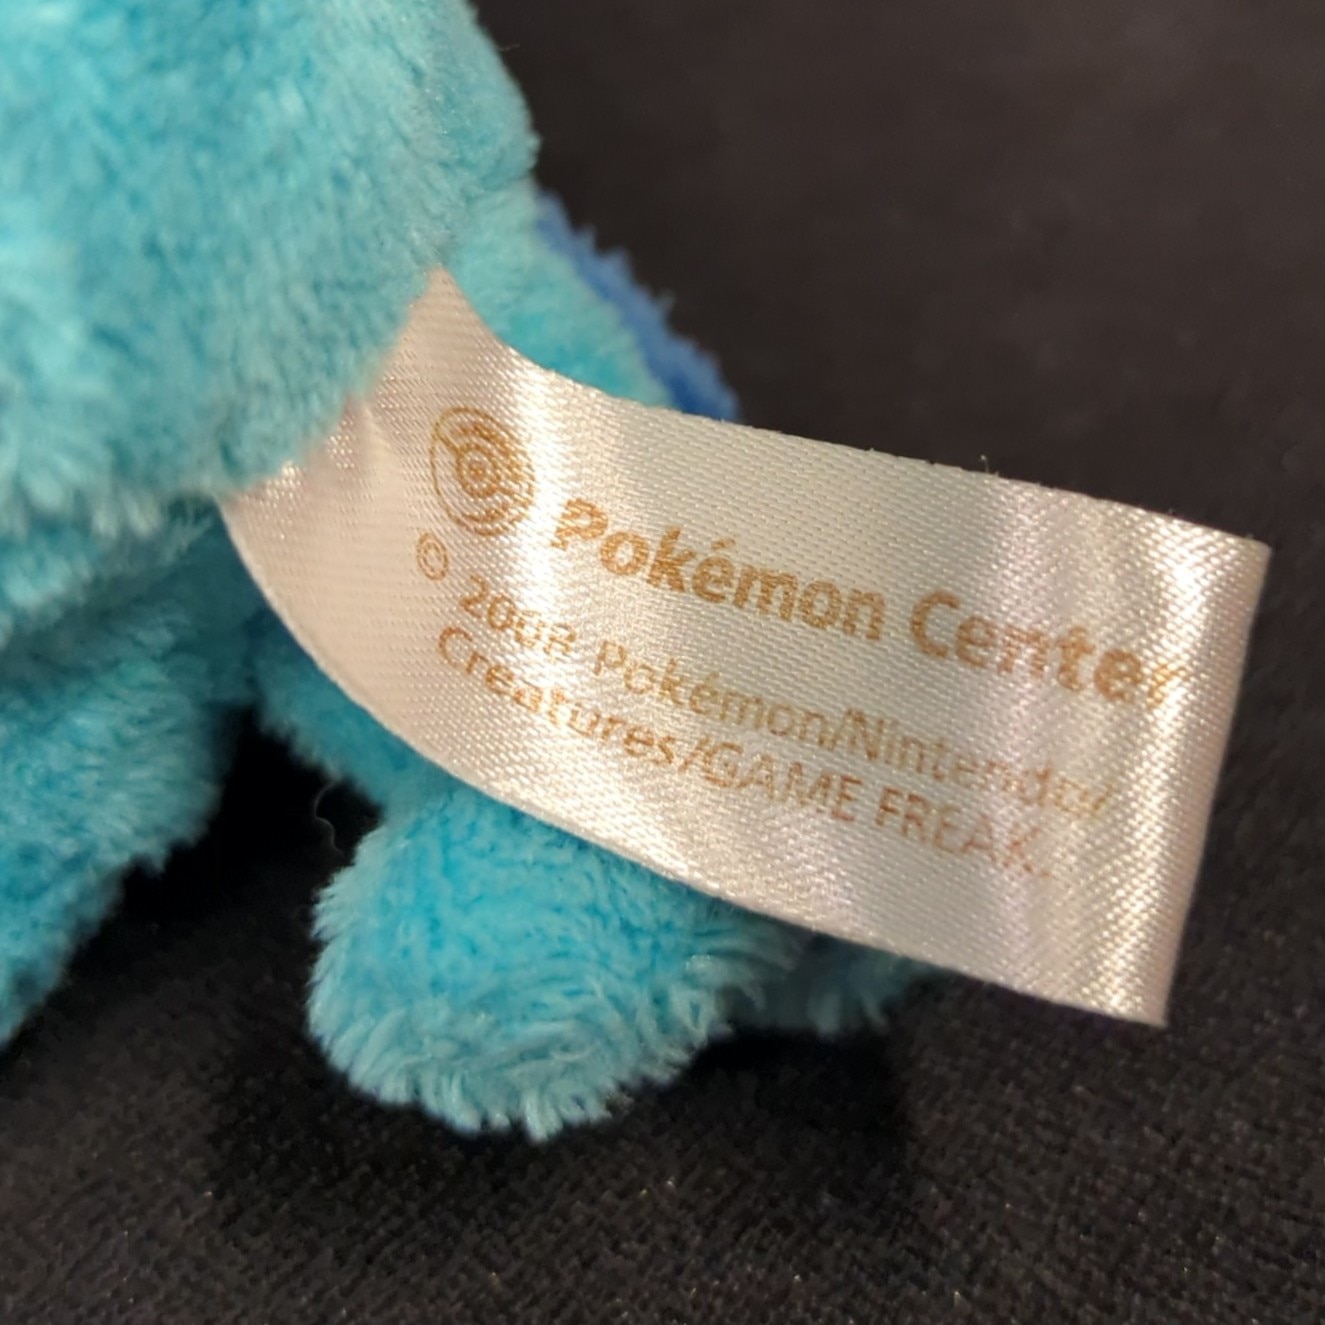 Pokémon Center
© 2008 Pokémon/Nintendo/
Creatures/GAME FREAK.